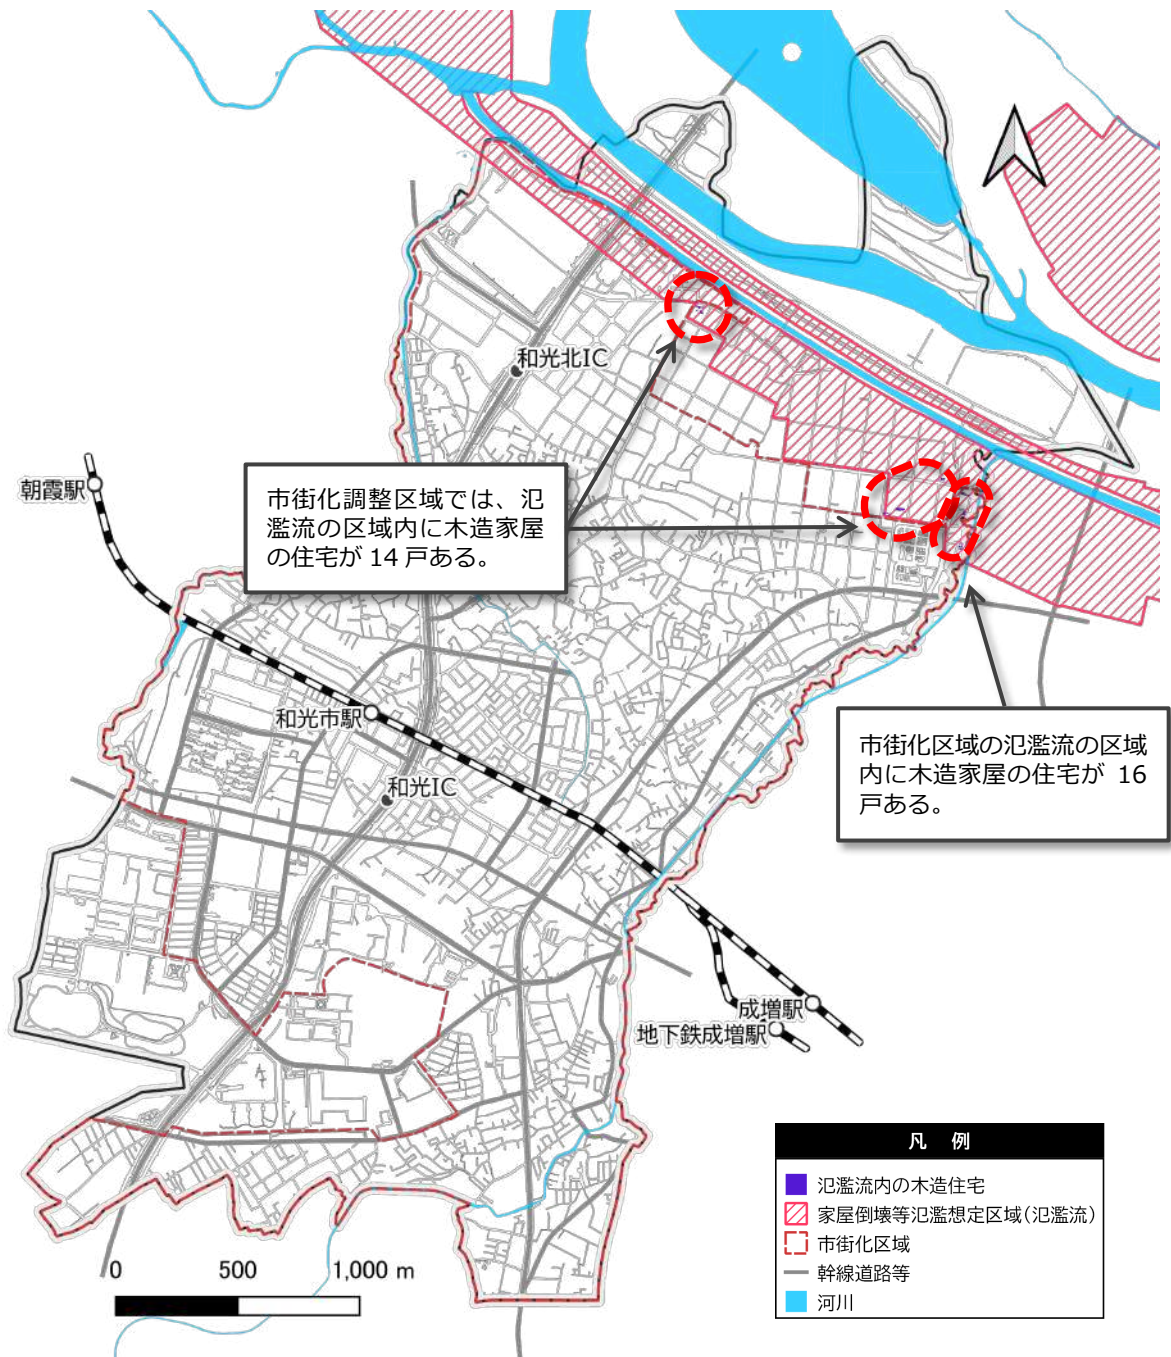 和光北IC
朝霞駅
市街化調整区域では、氾
濫流の区域内に木造家屋
の住宅が 14 戸ある。
和光市駅
和光IC
市街化区域の氾濫流の区域
内に木造家屋の住宅が 16
戸ある。
成増駅
地下鉄成増駅
凡 例
氾濫流内の木造住宅
家屋倒壊等氾濫想定区域(氾濫流)
市街化区域
幹線道路等
河川
0 500 1,000 m